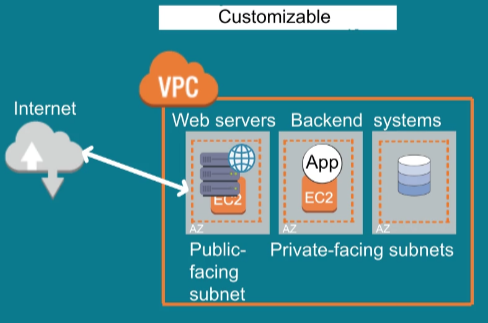 Customizable
VPC
Internet
Web servers Backend systems
App
EC2 EC2
AZ AZ AZ
Public-
facing
subnet
Private-facing subnets